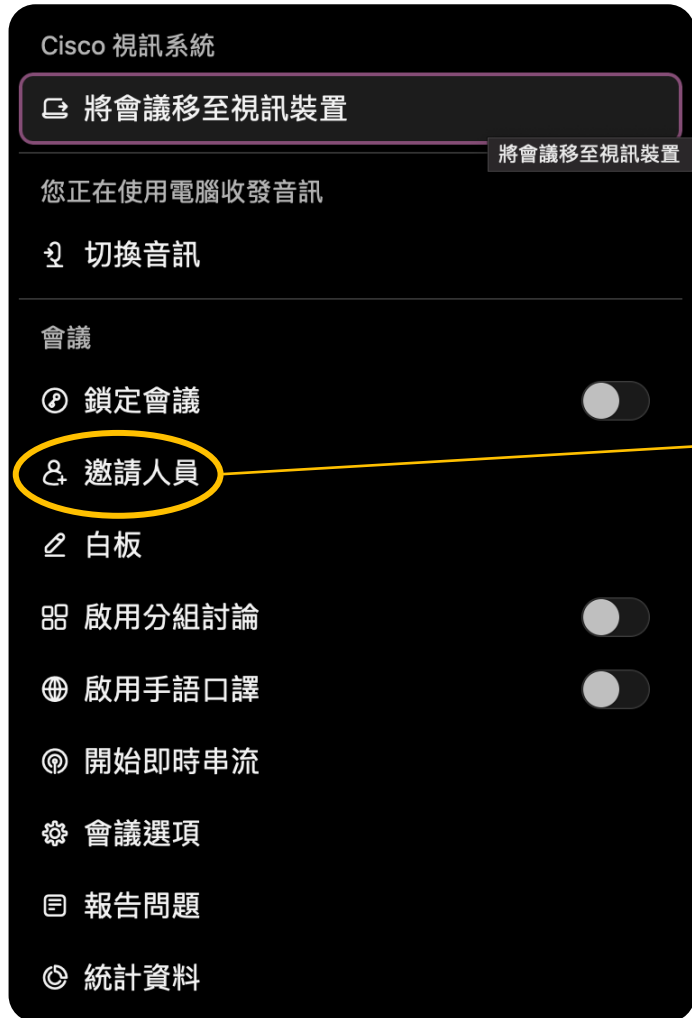 Cisco 視訊系統
將會議移至視訊裝置
將會議移至視訊裝置
您正在使用電腦收發音訊
切換音訊
會議
鎖定會議
邀請人員
白板
啟用分組討論
啟用手語口譯
開始即時串流
會議選項
報告問題
統計資料